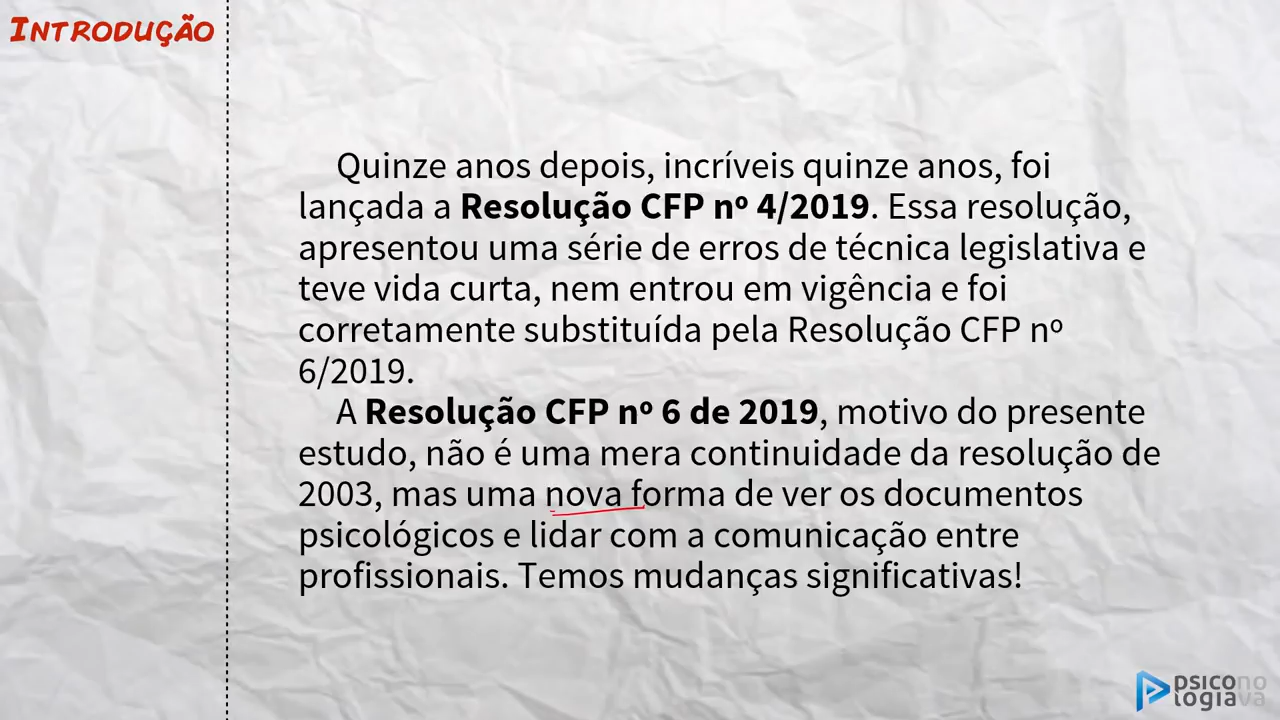 INTRODUÇÃO
Quinze anos depois, incríveis quinze anos, foi
lançada a Resolução CFP nº 4/2019. Essa resolução,
apresentou uma série de erros de técnica legislativa e
teve vida curta, nem entrou em vigência e foi
corretamente substituída pela Resolução CFP nº
6/2019.
A Resolução CFP nº 6 de 2019, motivo do presente
estudo, não é uma mera continuidade da resolução de
2003, mas uma nova forma de ver os documentos
psicológicos e lidar com a comunicação entre
profissionais. Temos mudanças significativas!
psicono
logiava